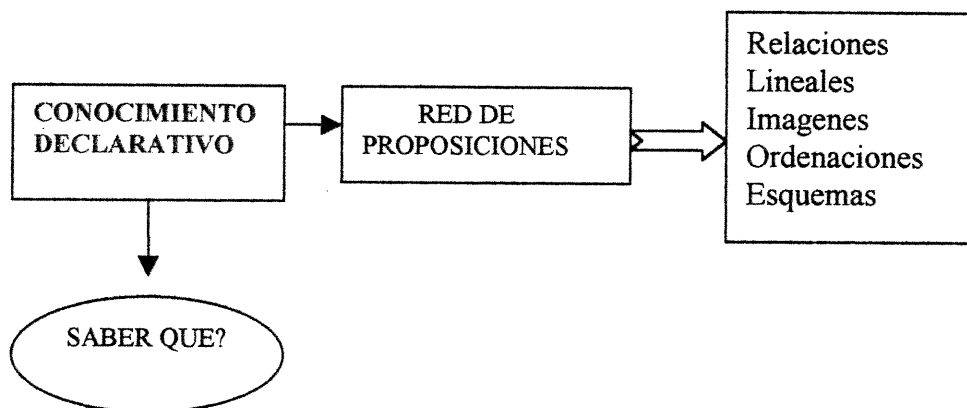 CONOCIMIENTO
DECLARATIVO
RED DE
PROPOSICIONES
Relaciones
Lineales
Imagenes
Ordenaciones
Esquemas
SABER QUE?